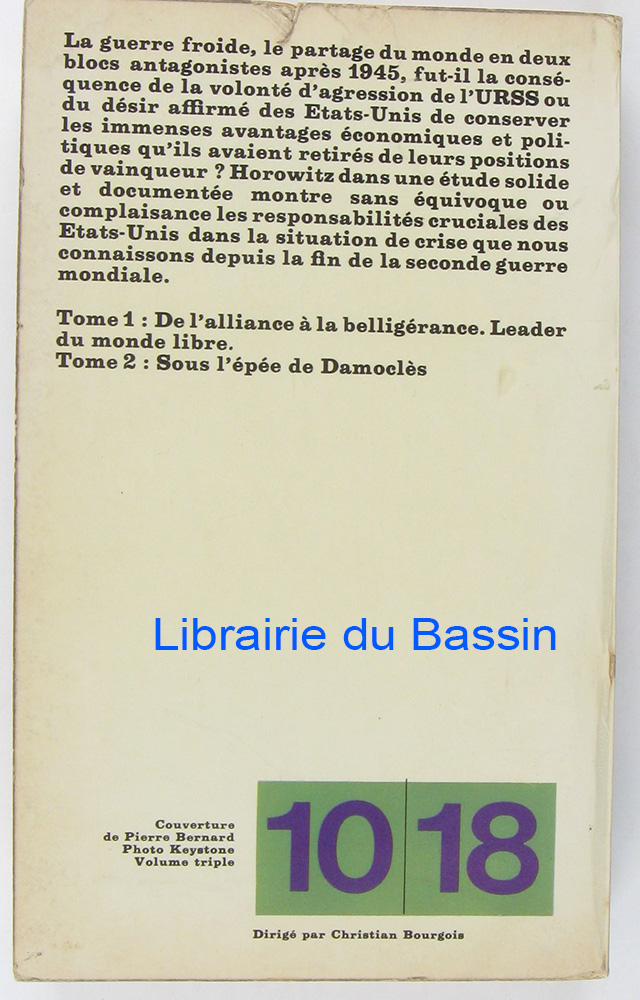 La guerre froide, le partage du monde en deux
blocs antagonistes après 1945, fut-il la consé-
quence de la volonté d'agression de l'URSS ou
du désir affirmé des Etats-Unis de conserver
les immenses avantages économiques et poli-
tiques qu'ils avaient retirés de leurs positions
de vainqueur ? Horowitz dans une étude solide
et documentée montre sans équivoque ou
complaisance les responsabilités cruciales des
Etats-Unis dans la situation de crise que nous
connaissons depuis la fin de la seconde guerre
mondiale.
Tome 1 : De l'alliance à la belligérance. Leader
du monde libre.
Tome 2 : Sous l'épée de Damoclès
Librairie du Bassin
Couverture
de Pierre Bernard
Photo Keystone
Volume triple
10 18
Dirigé par Christian Bourgois